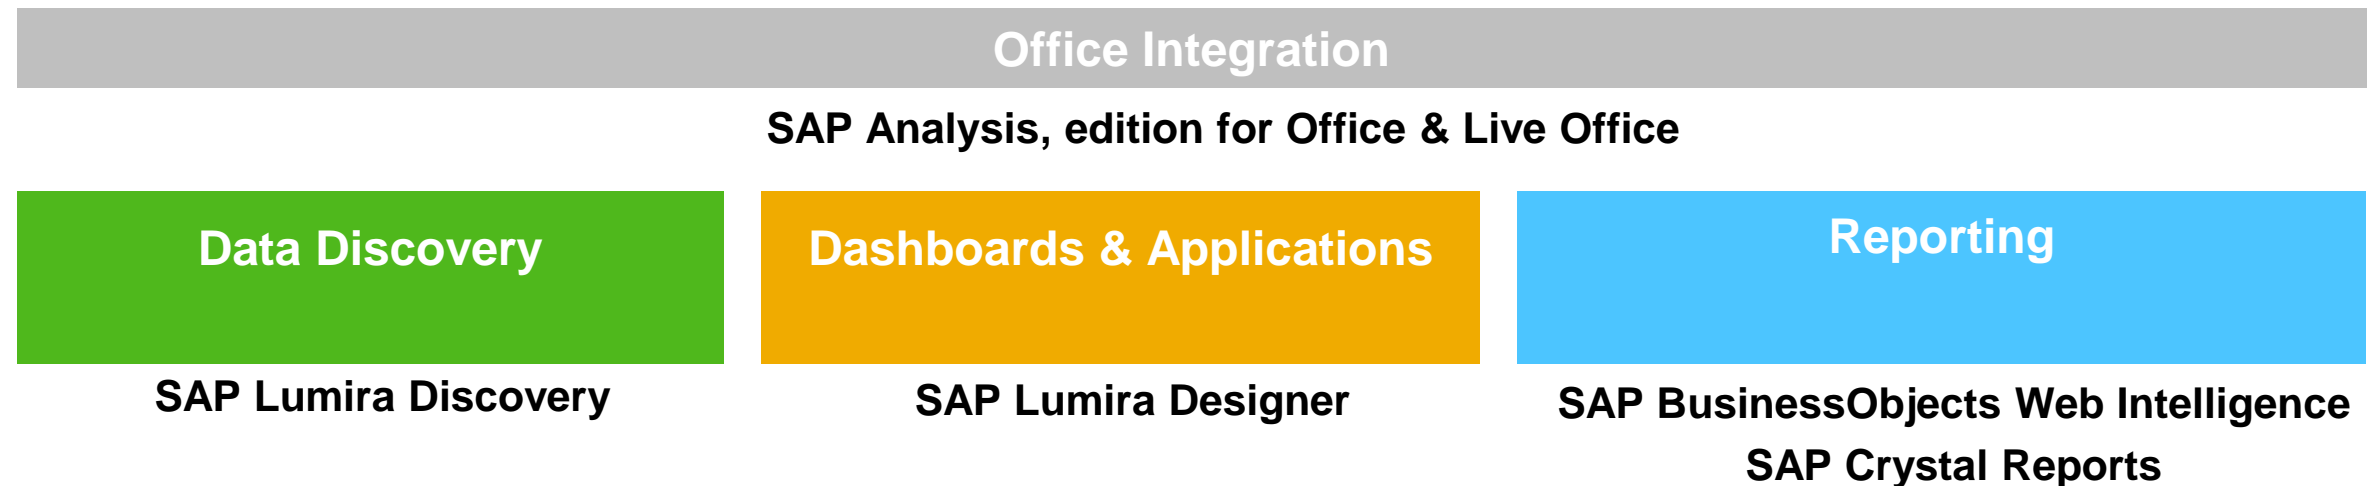 Office Integration
SAP Analysis, edition for Office & Live Office
Data Discovery
SAP Lumira Discovery
Dashboards & Applications
SAP Lumira Designer
Reporting
SAP BusinessObjects Web Intelligence
SAP Crystal Reports